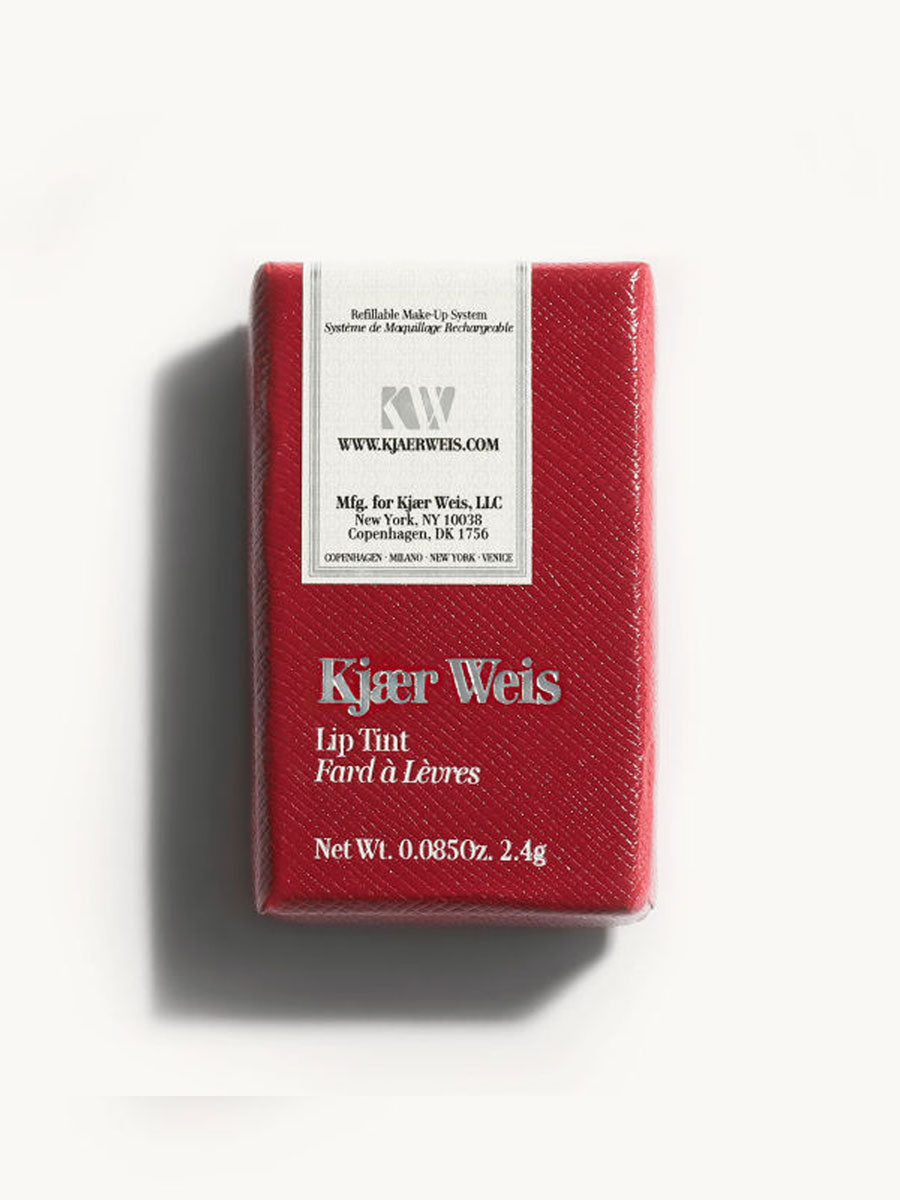 Refillable Make-Up System
Système de Maquillage Rechargeable
KW
WWW.KJAERWEIS.COM
Mfg. for Kjær Weis, LLC
New York, NY 10038
Copenhagen, DK 1756
COPENHAGEN · MILANO · NEW YORK · VENICE
Kjær Weis
Lip Tint
Fard à Lèvres
Net Wt. 0.085Oz. 2.4g